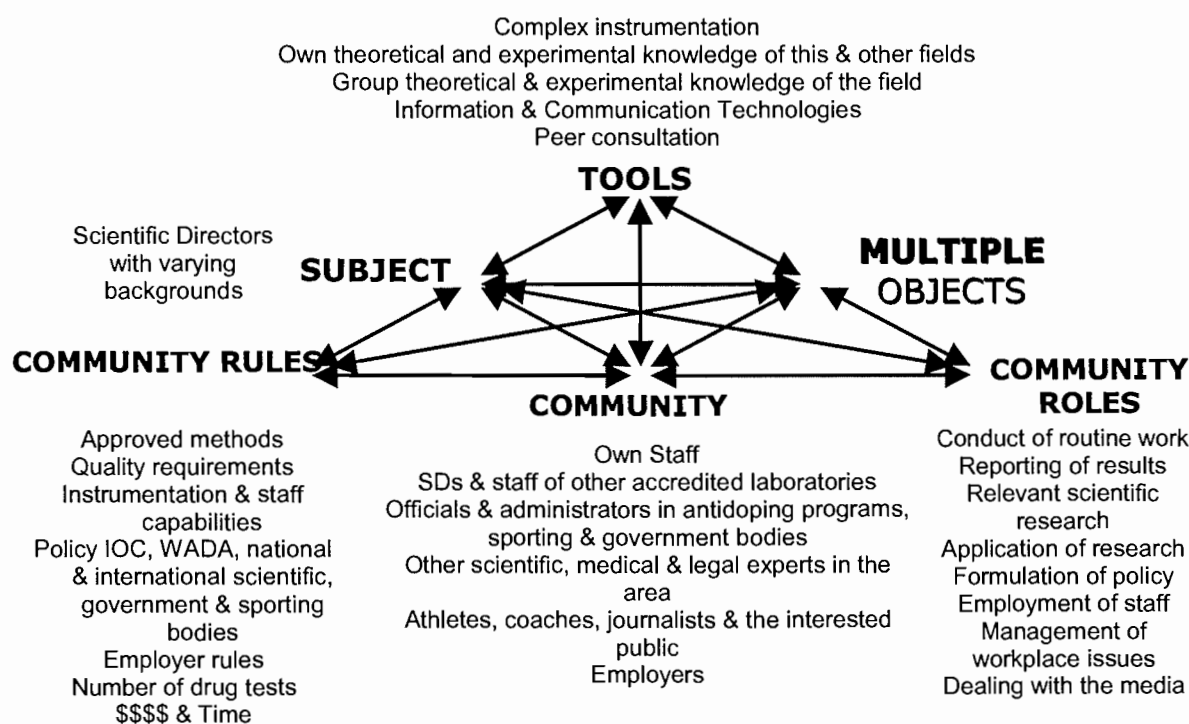 Complex instrumentation
Own theoretical and experimental knowledge of this & other fields
Group theoretical & experimental knowledge of the field
Information & Communication Technologies
Peer consultation
TOOLS
Scientific Directors
with varying
backgrounds
SUBJECT
MULTIPLE
OBJECTS
COMMUNITY RULES
Approved methods
Quality requirements
Instrumentation & staff
capabilities
Policy IOC, WADA, national
& international scientific,
government & sporting
bodies
Employer rules
Number of drug tests
$$$$ & Time
COMMUNITY
Own Staff
SDs & staff of other accredited laboratories
Officials & administrators in antidoping programs,
sporting & government bodies
Other scientific, medical & legal experts in the
area
Athletes, coaches, journalists & the interested
public
Employers
COMMUNITY
ROLES
Conduct of routine work
Reporting of results
Relevant scientific
research
Application of research
Formulation of policy
Employment of staff
Management of
workplace issues
Dealing with the media